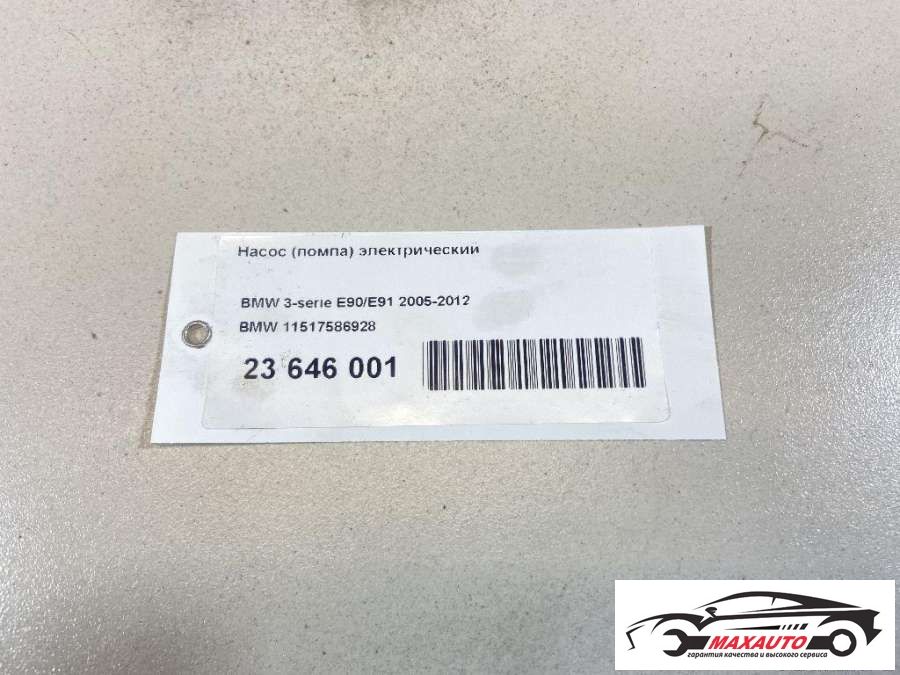 Насос (помпа) электрический
BMW 3-serie E90/E91 2005-2012
BMW 11517586928
23 646 001
MAXAUTO
гарантия качества и высокого сервиса